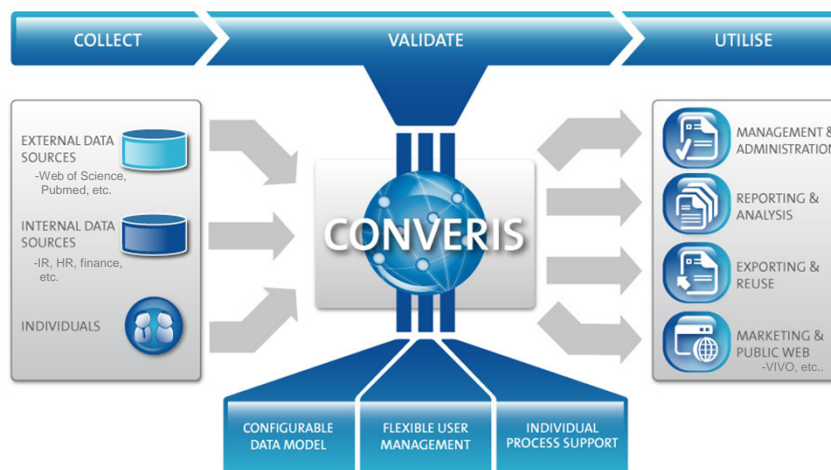 COLLECT
VALIDATE
UTILISE
EXTERNAL DATA
SOURCES
-Web of Science,
Pubmed, etc.
INTERNAL DATA
SOURCES
-IR, HR, finance,
etc.
INDIVIDUALS
CONVERIS
MANAGEMENT &
ADMINISTRATION
REPORTING &
ANALYSIS
EXPORTING &
REUSE
MARKETING &
PUBLIC WEB
-VIVO, etc..
CONFIGURABLE
DATA MODEL
FLEXIBLE USER
MANAGEMENT
INDIVIDUAL
PROCESS SUPPORT